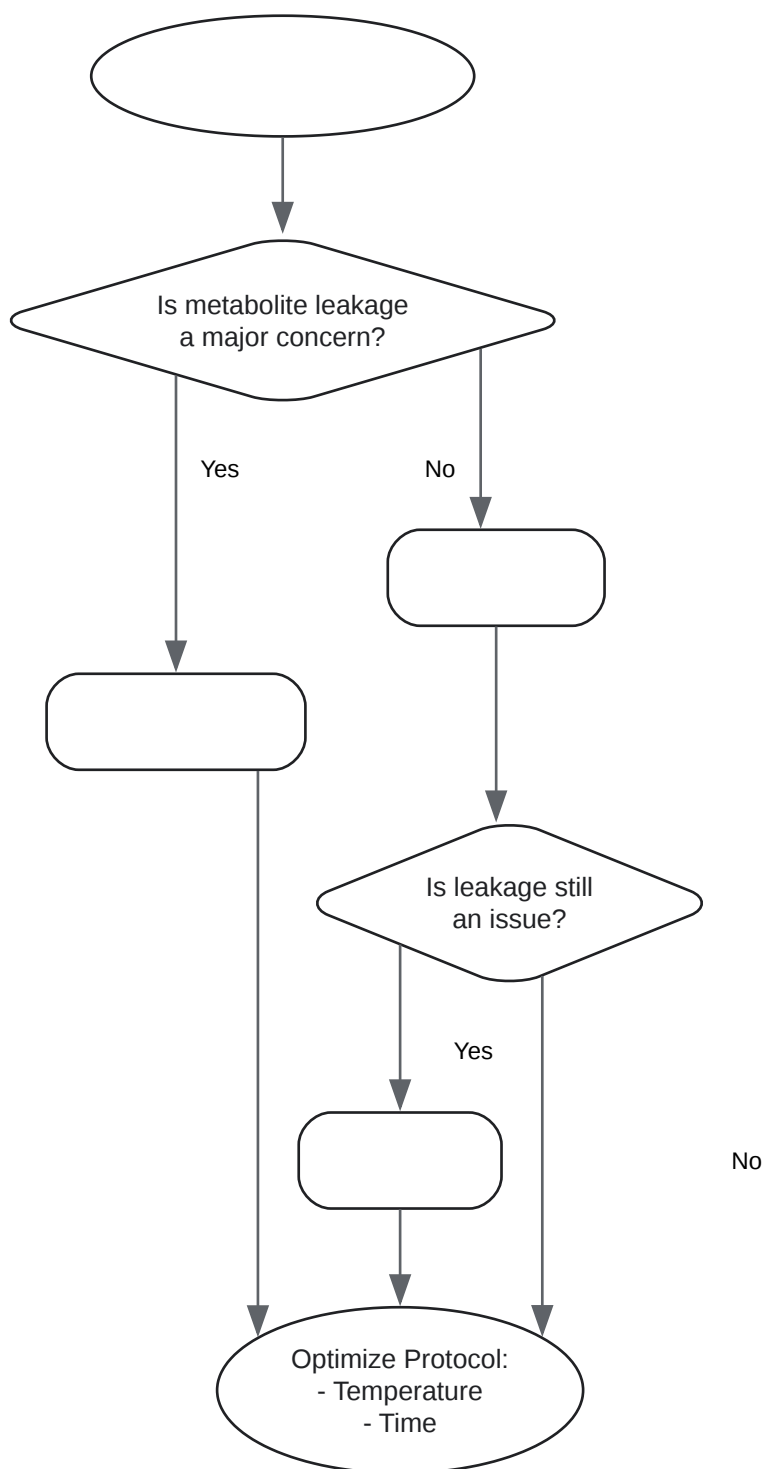 Is metabolite leakage
a major concern?
Yes
No
Is leakage still
an issue?
Yes
No
Optimize Protocol:
- Temperature
- Time